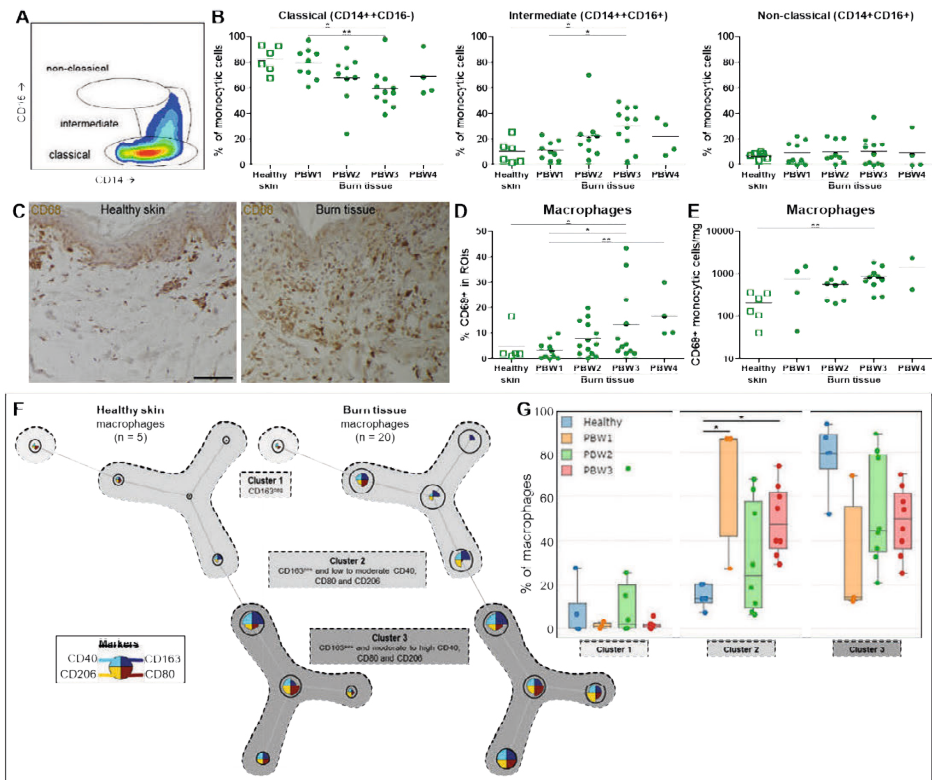 A
CD16 →
non-classical
intermediate
classical
CD14 →
B
Classical (CD14++CD16-)
**
% of monocytic cells
100
80
60
40
20
0
Healthy skin
PBW1
PBW2
PBW3
PBW4
Burn tissue
Intermediate (CD14++CD16+)
*
% of monocytic cells
100
80
60
40
20
0
Healthy skin
PBW1
PBW2
PBW3
PBW4
Burn tissue
Non-classical (CD14+CD16+)
% of monocytic cells
100
80
60
40
20
0
Healthy skin
PBW1
PBW2
PBW3
PBW4
Burn tissue
C
CD68
Healthy skin
CD68
Burn tissue
D
Macrophages
*
% CD68+ in ROIs
50
40
30
20
10
0
Healthy skin
PBW1
PBW2
PBW3
PBW4
Burn tissue
E
Macrophages
CD68+ monocytic cells/mg
10000
1000
100
10
Healthy skin
PBW1
PBW2
PBW3
PBW4
Burn tissue
F
Healthy skin
macrophages
(n = 5)
Burn tissue
macrophages
(n = 20)
Cluster 1
Cluster 2
and low to moderate CD40,
CD80 and CD206
Cluster 3
and moderate to high CD40,
CD80 and CD206
Markers
CD40
CD163
CD206
CD80
G
% of macrophages
100
80
60
40
20
0
Healthy
PBW1
PBW2
PBW3
*
Cluster 1
Cluster 2
Cluster 3